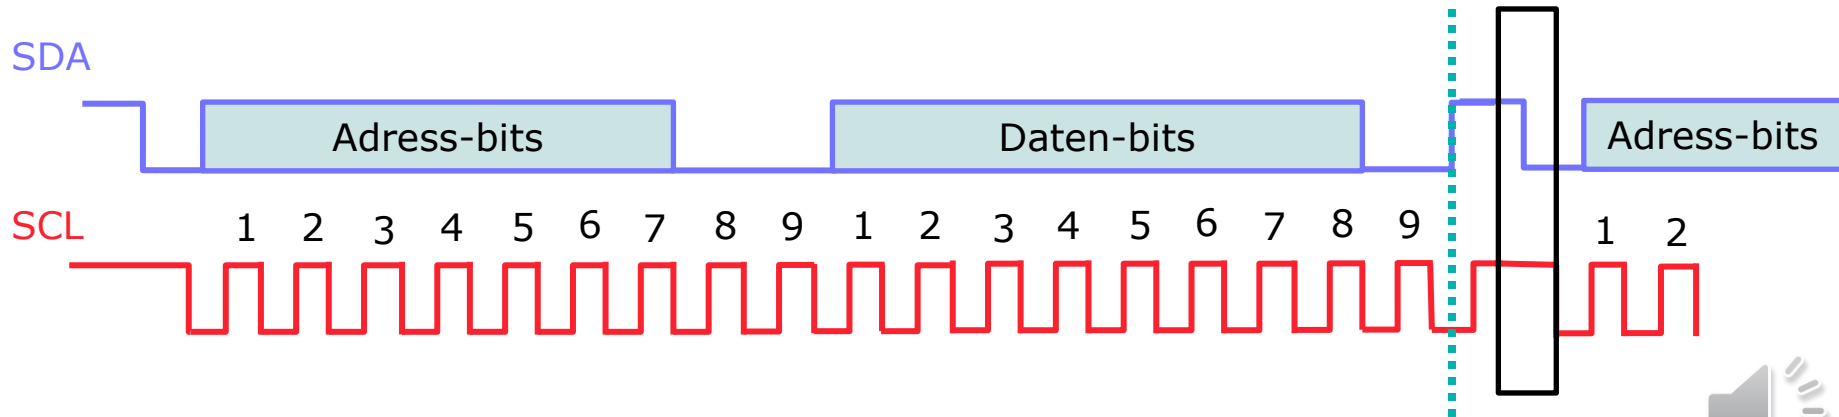 SDA
Adress-bits Daten-bits Adress-bits
SCL 1 2 3 4 5 6 7 8 9 1 2 3 4 5 6 7 8 9 1 2